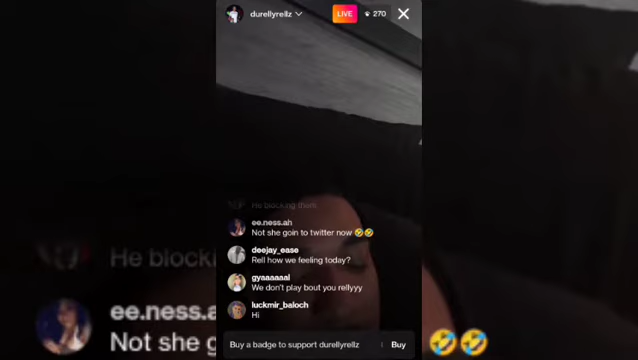 durellyrellz
LIVE
270
He blocking them
ee.ness.ah
Not she goin to twitter now 🤣🤣
deejay_ease
Rell how we feeling today?
gyaaaaaal
We don't play bout you rellyyy
luckmir_baloch
Hi
Buy a badge to support durellyrellz
Buy
He blocki
ee.ness.a
Not she g
🤣🤣